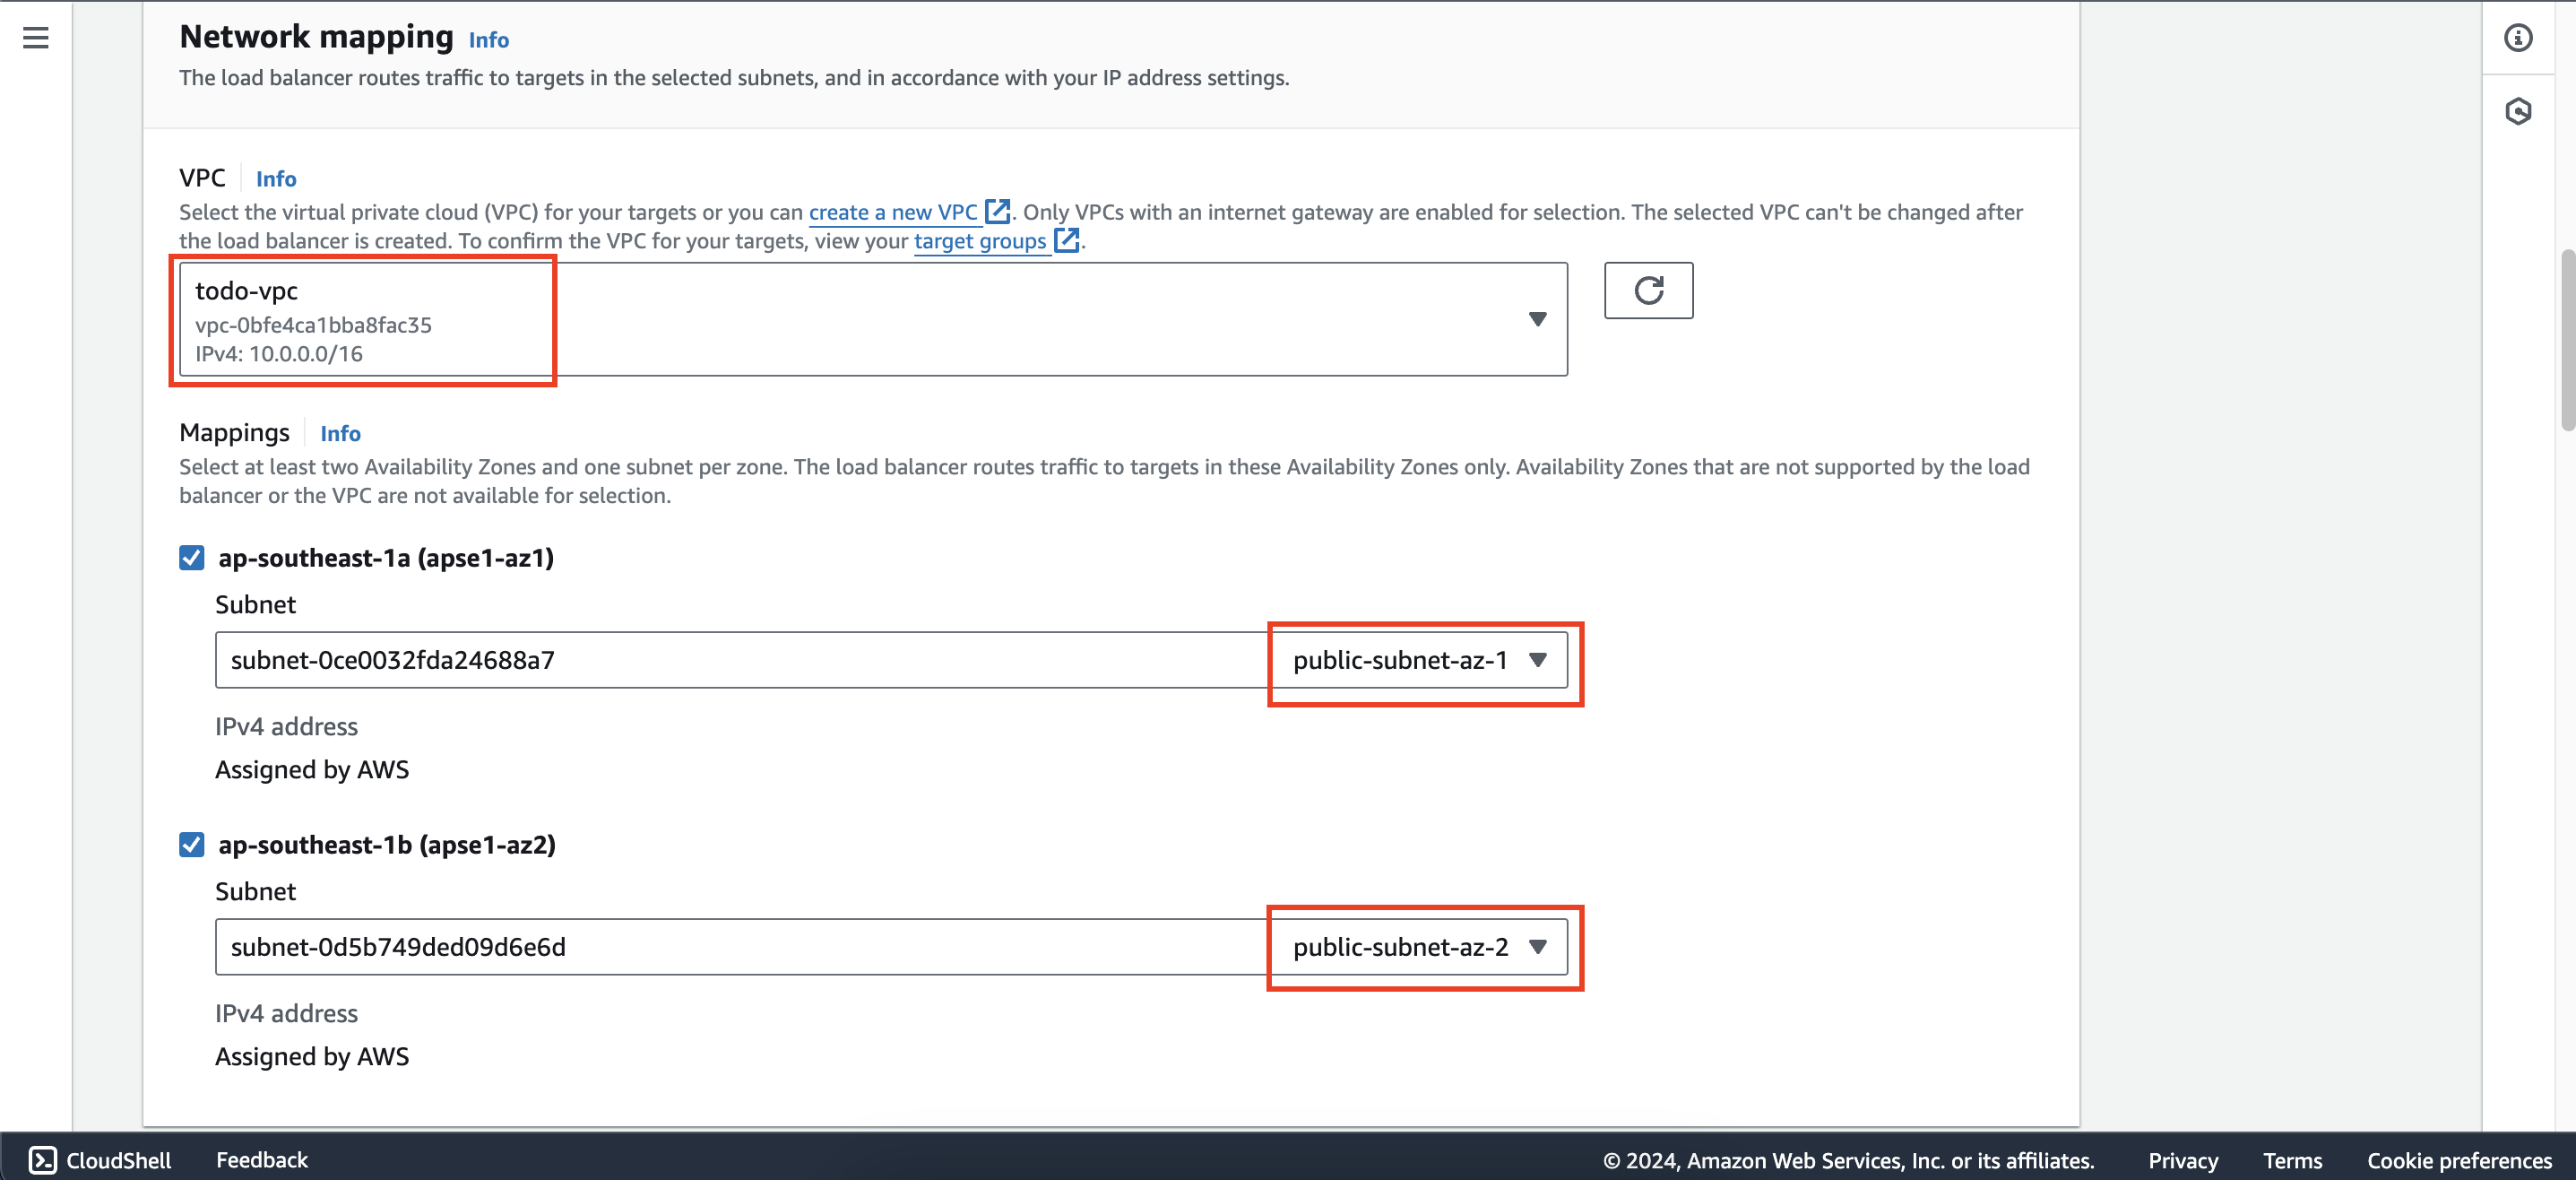 Network mapping Info
The load balancer routes traffic to targets in the selected subnets, and in accordance with your IP address settings.
VPC Info
Select the virtual private cloud (VPC) for your targets or you can create a new VPC. Only VPCs with an internet gateway are enabled for selection. The selected VPC can't be changed after
the load balancer is created. To confirm the VPC for your targets, view your target groups.
todo-vpc
vpc-0bfe4ca1bba8fac35
IPv4: 10.0.0.0/16
Mappings Info
Select at least two Availability Zones and one subnet per zone. The load balancer routes traffic to targets in these Availability Zones only. Availability Zones that are not supported by the load
balancer or the VPC are not available for selection.
ap-southeast-1a (apse1-az1)
Subnet
subnet-0ce0032fda24688a7 public-subnet-az-1
IPv4 address
Assigned by AWS
ap-southeast-1b (apse1-az2)
Subnet
subnet-0d5b749ded09d6e6d public-subnet-az-2
IPv4 address
Assigned by AWS
CloudShell Feedback © 2024, Amazon Web Services, Inc. or its affiliates. Privacy Terms Cookie preferences